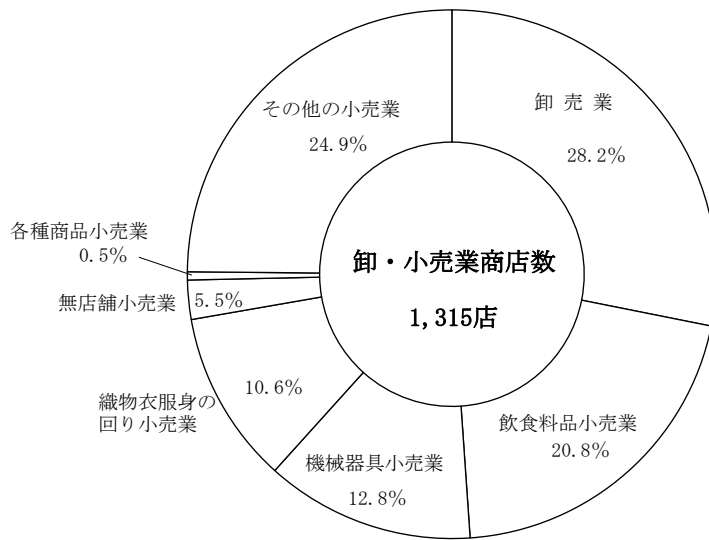 その他の小売業
24.9%
卸 売 業
28.2%
各種商品小売業
0.5%
無店舗小売業
5.5%
卸・小売業商店数
1,315店
織物衣服身の
回り小売業
10.6%
機械器具小売業
12.8%
飲食料品小売業
20.8%